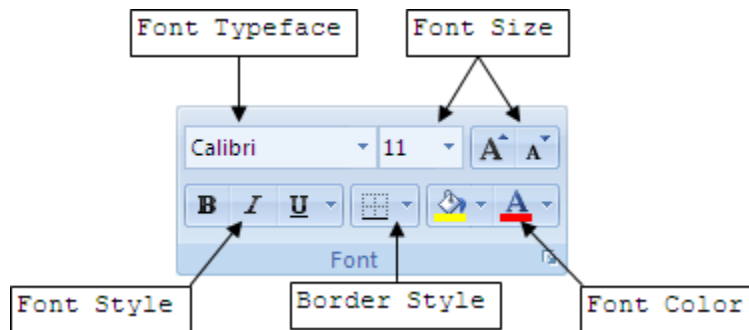 Font Typeface
Font Size
Calibri
11
A A
B I U
A
Font
Font Style
Border Style
Font Color